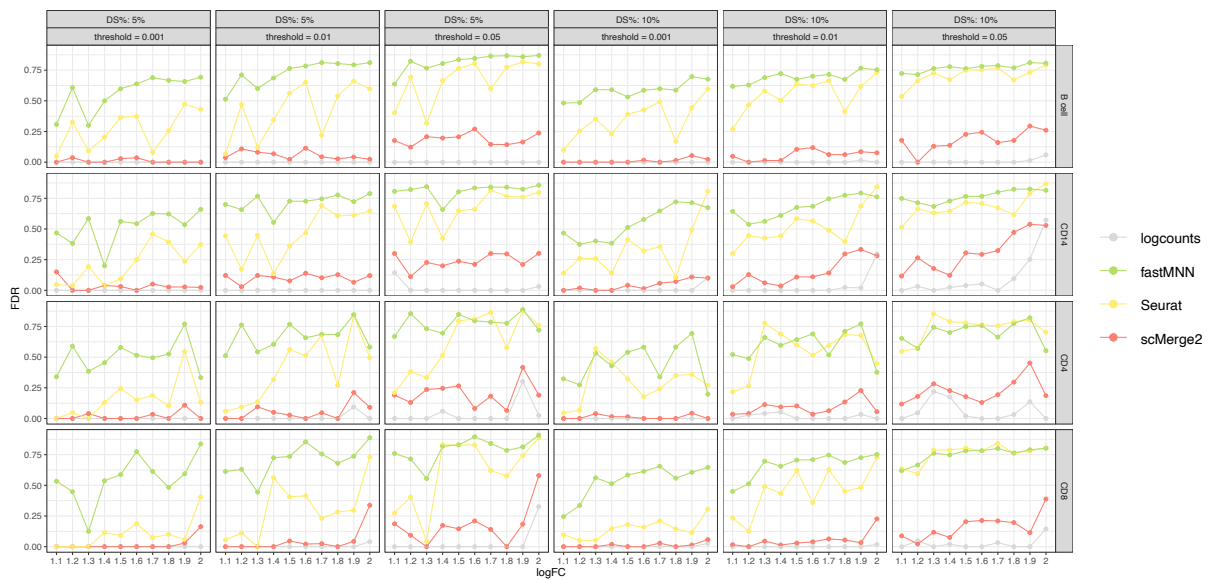 DS%: 5% DS%: 5% DS%: 5% DS%: 10% DS%: 10% DS%: 10%
threshold = 0.001 threshold = 0.01 threshold = 0.05 threshold = 0.001 threshold = 0.01 threshold = 0.05
0.75
0.50
0.25
0.00
B cell
0.75
0.50
0.25
0.00
CD14
0.75
0.50
0.25
0.00
CD4
0.75
0.50
0.25
0.00
CD8
FDR
1.1 1.2 1.3 1.4 1.5 1.6 1.7 1.8 1.9 2 1.1 1.2 1.3 1.4 1.5 1.6 1.7 1.8 1.9 2 1.1 1.2 1.3 1.4 1.5 1.6 1.7 1.8 1.9 2 1.1 1.2 1.3 1.4 1.5 1.6 1.7 1.8 1.9 2 1.1 1.2 1.3 1.4 1.5 1.6 1.7 1.8 1.9 2 1.1 1.2 1.3 1.4 1.5 1.6 1.7 1.8 1.9 2
logFC
logcounts
fastMNN
Seurat
scMerge2